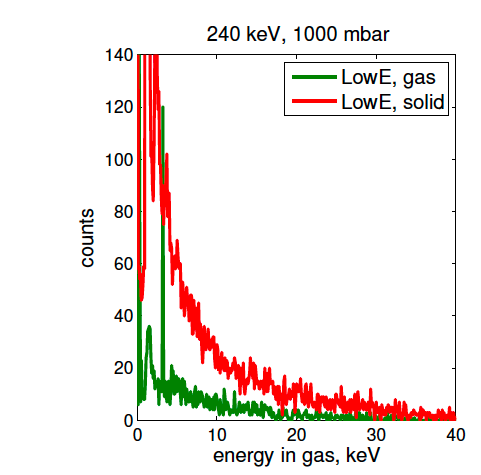 240 keV, 1000 mbar
LowE, gas
LowE, solid
140
120
100
80
60
40
20
0
counts
0 10 20 30 40
energy in gas, keV